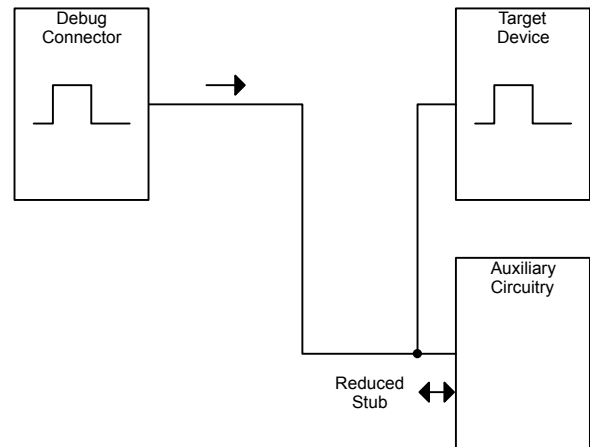 Debug
Connector
Target
Device
Auxiliary
Circuitry
Reduced
Stub